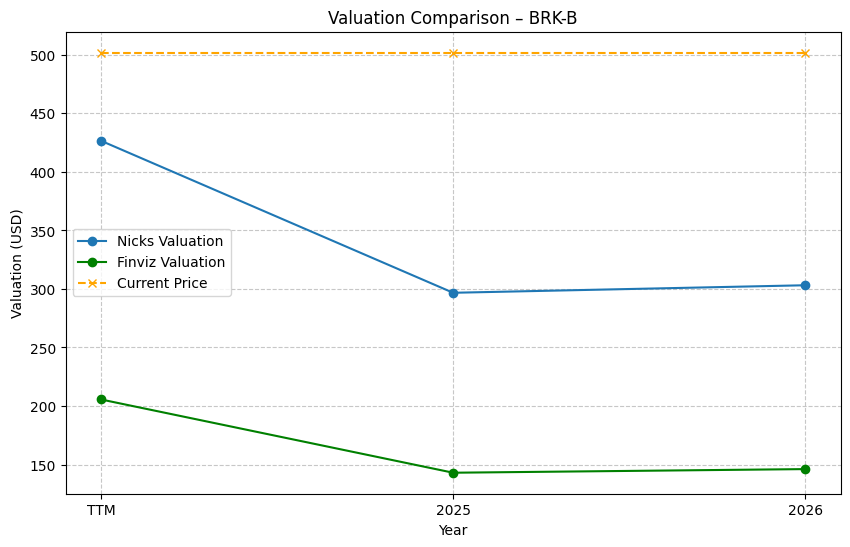 Valuation Comparison – BRK-B
Valuation (USD)
500
450
400
350
300
250
200
150
Nicks Valuation
Finviz Valuation
Current Price
TTM
2025
2026
Year